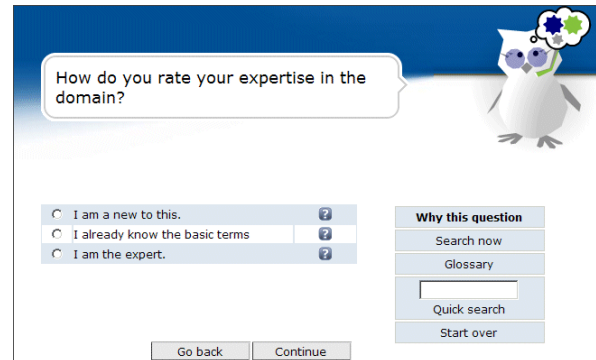 How do you rate your expertise in the
domain?
I am a new to this.
?
I already know the basic terms
?
I am the expert.
?
Why this question
Search now
Glossary
Quick search
Start over
Go back
Continue